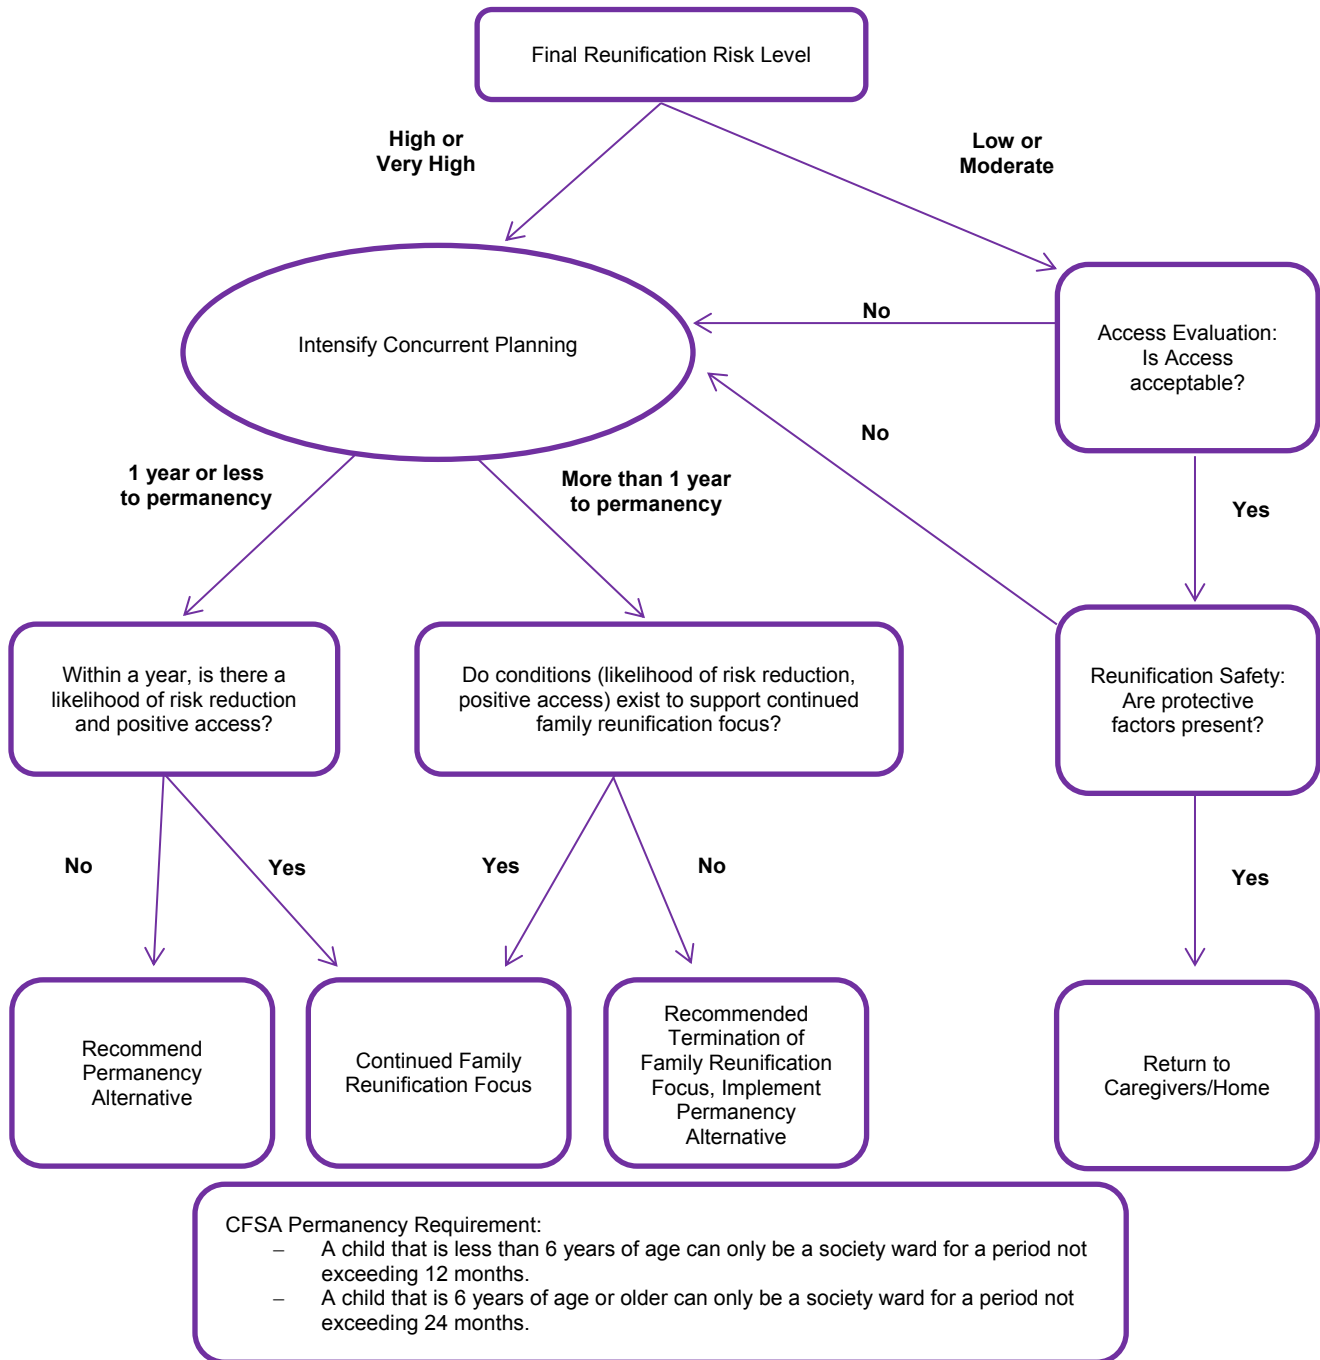 Final Reunification Risk Level
High or
Very High
Low or
Moderate
Intensify Concurrent Planning
No
Access Evaluation:
Is Access
acceptable?
No
1 year or less
to permanency
More than 1 year
to permanency
Yes
Within a year, is there a
likelihood of risk reduction
and positive access?
Do conditions (likelihood of risk reduction,
positive access) exist to support continued
family reunification focus?
Reunification Safety:
Are protective
factors present?
No
Yes
Yes
No
Yes
Recommend
Permanency
Alternative
Continued Family
Reunification Focus
Recommended
Termination of
Family Reunification
Focus, Implement
Permanency
Alternative
Return to
Caregivers/Home
CFSA Permanency Requirement:
– A child that is less than 6 years of age can only be a society ward for a period not
exceeding 12 months.
– A child that is 6 years of age or older can only be a society ward for a period not
exceeding 24 months.